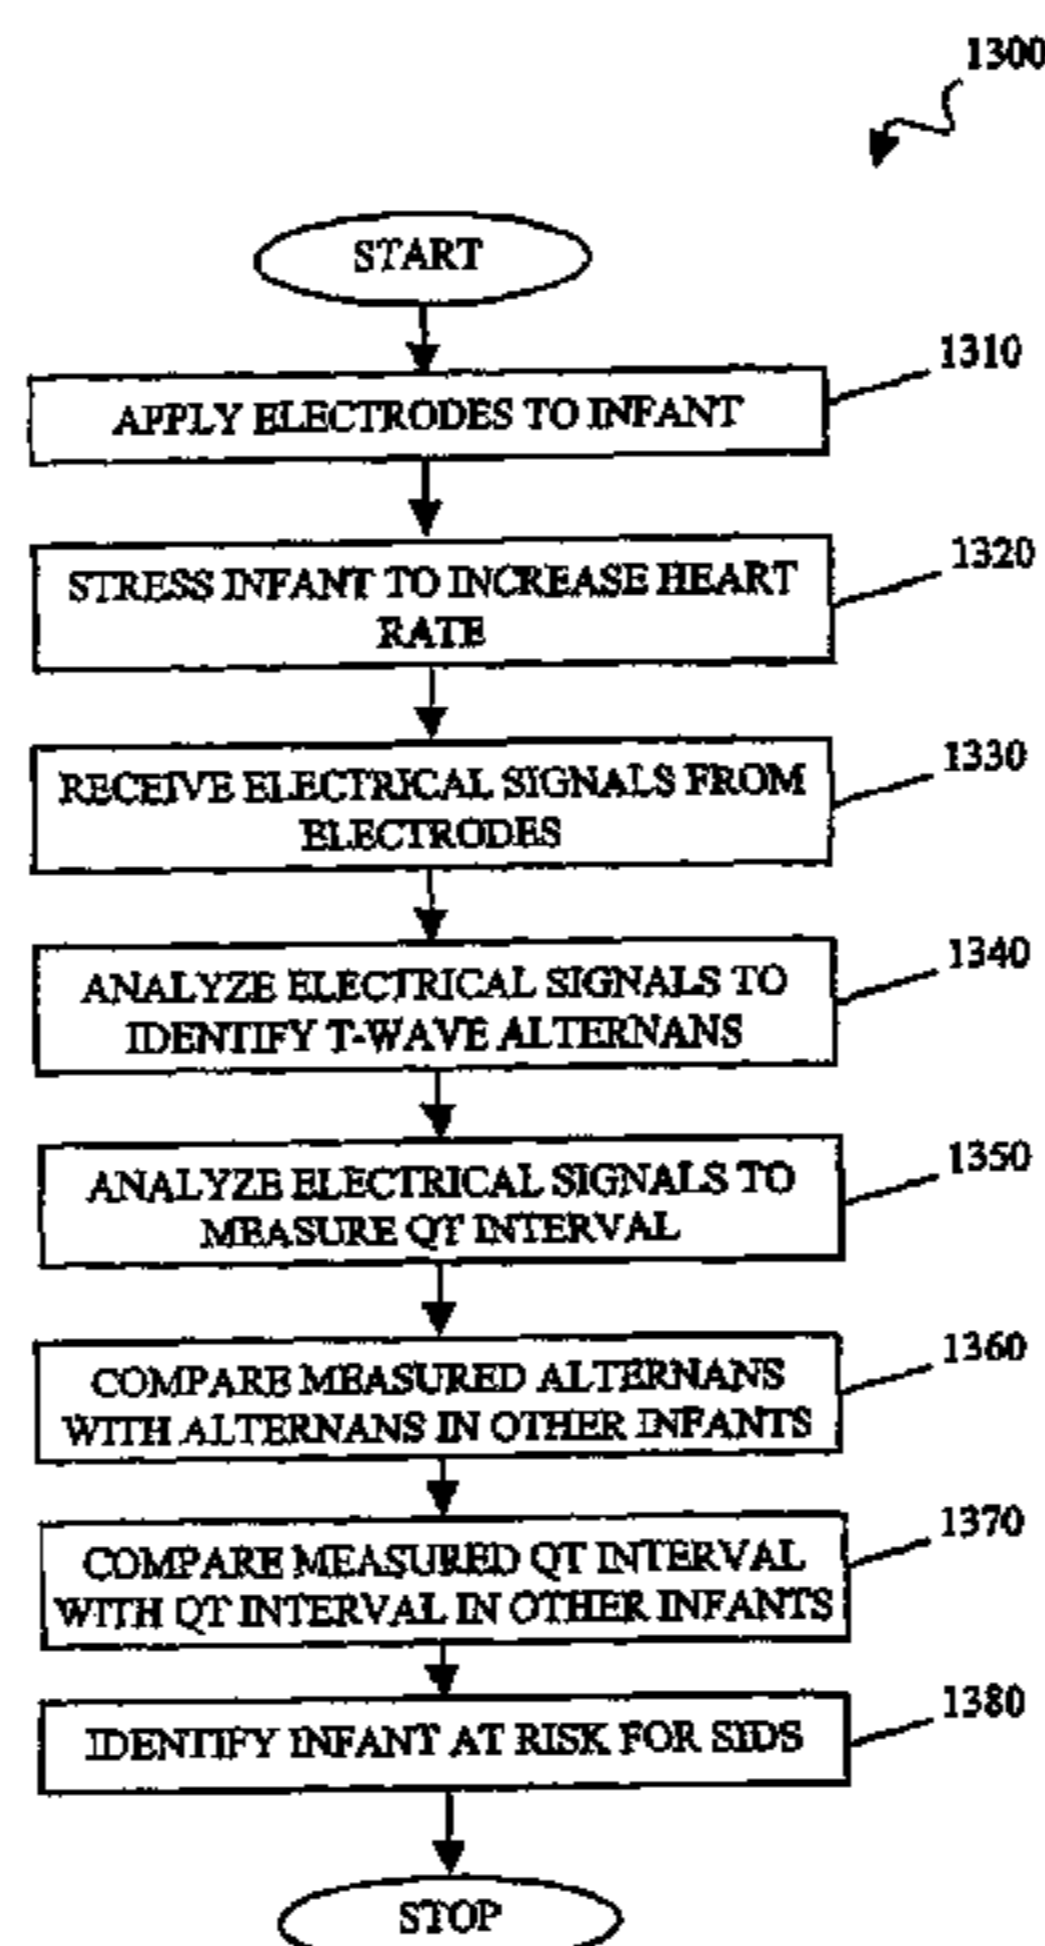 1300
START
1310
APPLY ELECTRODES TO INFANT
1320
STRESS INFANT TO INCREASE HEART
RATE
1330
RECEIVE ELECTRICAL SIGNALS FROM
ELECTRODES
1340
ANALYZE ELECTRICAL SIGNALS TO
IDENTIFY T-WAVE ALTERNANS
1350
ANALYZE ELECTRICAL SIGNALS TO
MEASURE QT INTERVAL
1360
COMPARE MEASURED ALTERNANS
WITH ALTERNANS IN OTHER INFANTS
1370
COMPARE MEASURED QT INTERVAL
WITH QT INTERVAL IN OTHER INFANTS
1380
IDENTIFY INFANT AT RISK FOR SIDS
STOP